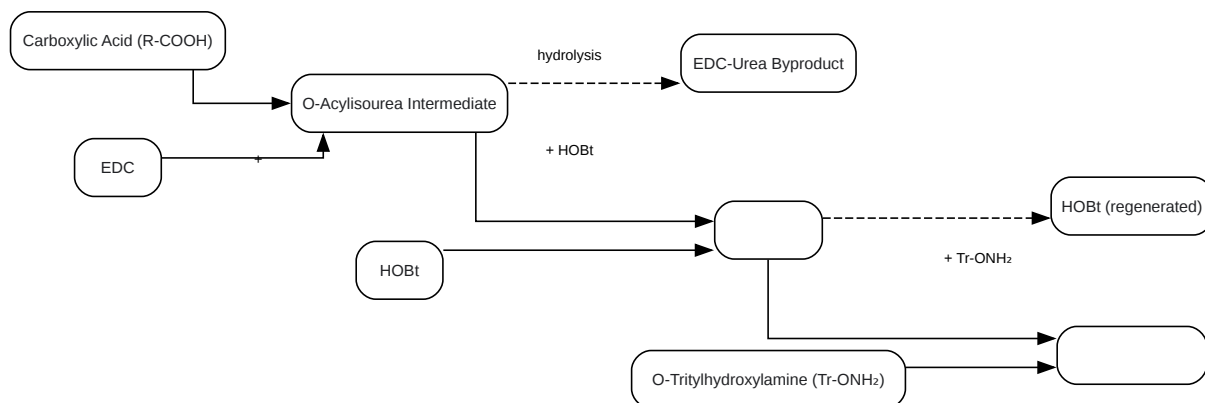 Carboxylic Acid (R-COOH)
hydrolysis
EDC-Urea Byproduct
O-Acylisourea Intermediate
+ HOBt
+
EDC
HOBt (regenerated)
+ Tr-ONH₂
HOBt
O-Tritylhydroxylamine (Tr-ONH₂)